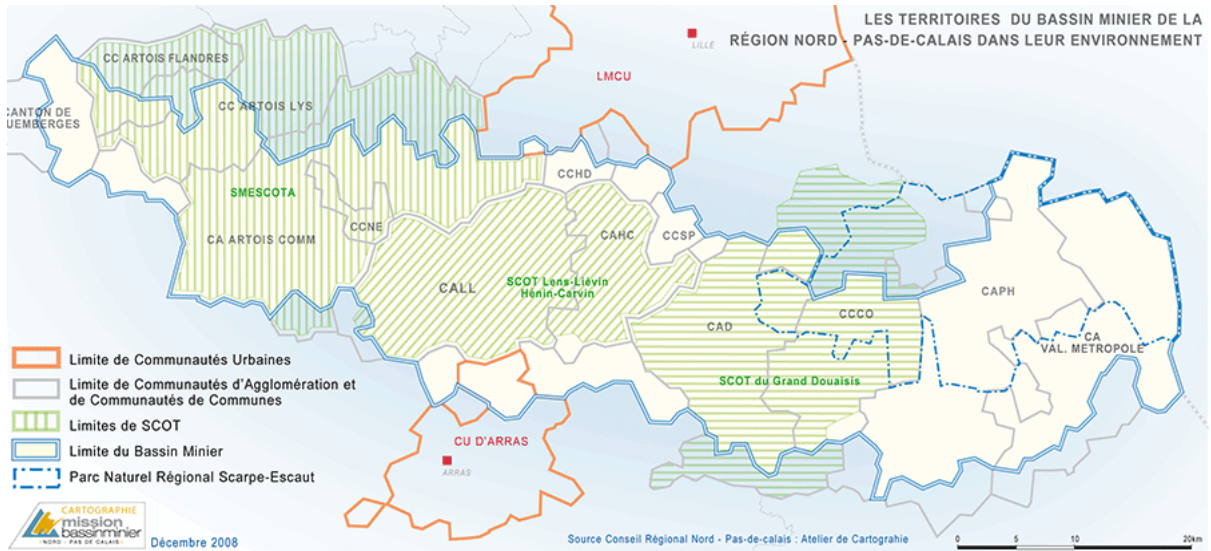 LES TERRITOIRES DU BASSIN MINIER DE LA
RÉGION NORD - PAS-DE-CALAIS DANS LEUR ENVIRONNEMENT
LILLE
LMCU
CC ARTOIS FLANDRES
CC ARTOIS LYS
CANTON DE
UEMBERGES
SMESCOTA
CA ARTOIS COMM
CCNE
CCHD
CAHC
CCSP
CALL
SCOT Lens-Liévin
Hénin-Carvin
CAD
CCCO
CAPH
CA
VAL. METROPOLE
SCOT du Grand Douaisis
CU D'ARRAS
ARRAS
Limite de Communautés Urbaines
Limite de Communautés d'Agglomération et
de Communautés de Communes
Limites de SCOT
Limite du Bassin Minier
Parc Naturel Régional Scarpe-Escaut
CARTOGRAPHIE
mission
bassinminier
NORD - PAS DE CALAIS
Décembre 2008
Source Conseil Régional Nord - Pas-de-calais : Atelier de Cartograhie
0 5 10 20km